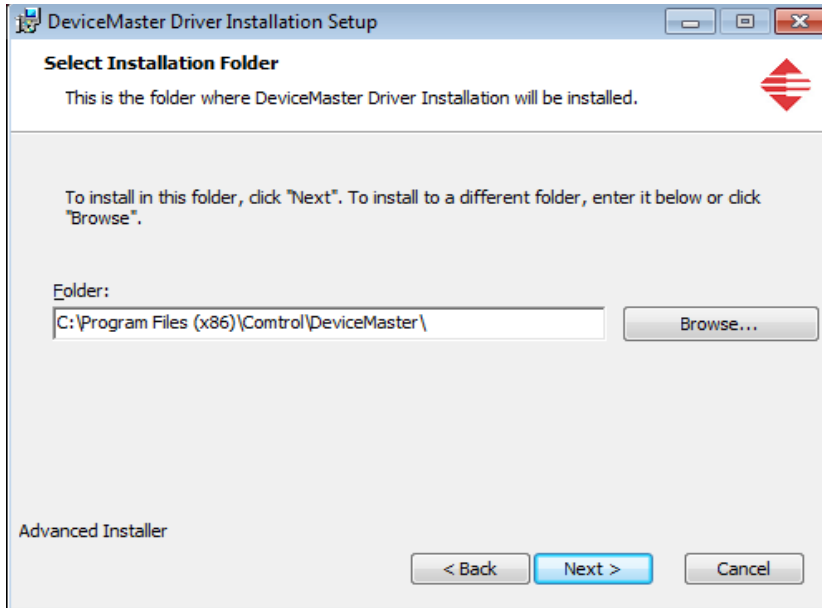 DeviceMaster Driver Installation Setup
Select Installation Folder
This is the folder where DeviceMaster Driver Installation will be installed.
To install in this folder, click "Next". To install to a different folder, enter it below or click
"Browse".
Folder:
C:\Program Files (x86)\Comtrol\DeviceMaster\
Browse...
Advanced Installer
< Back
Next >
Cancel